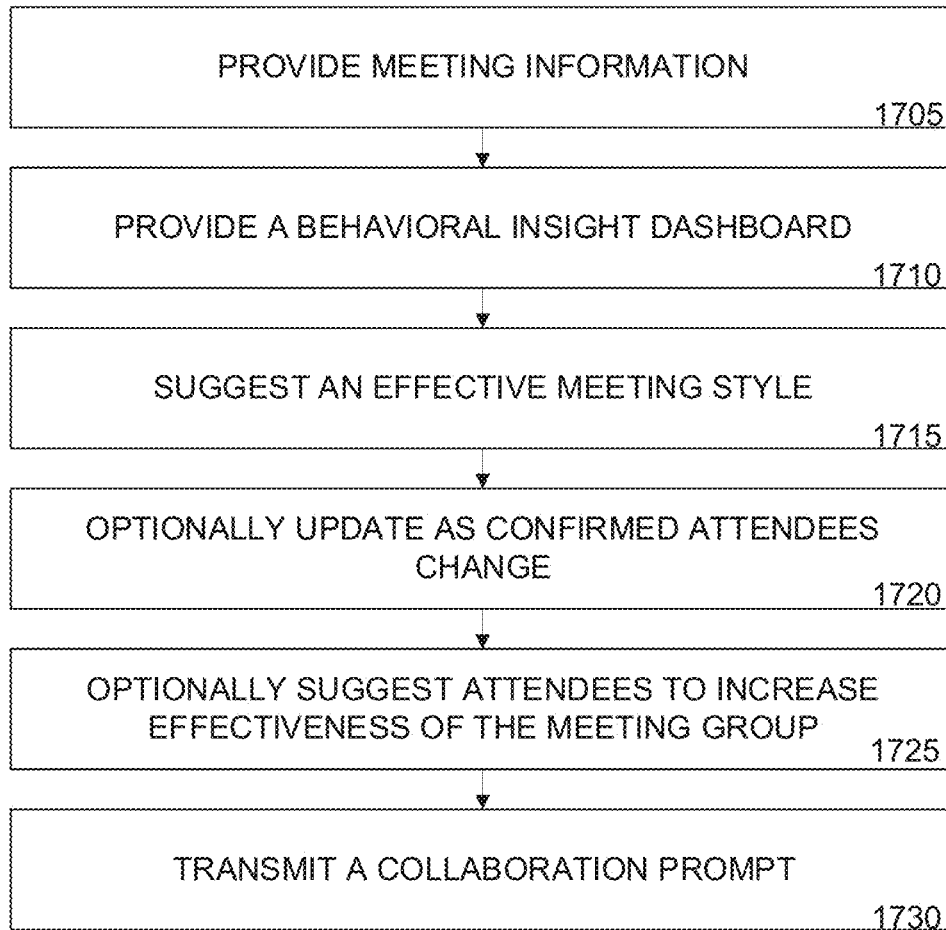 PROVIDE MEETING INFORMATION
1705
PROVIDE A BEHAVIORAL INSIGHT DASHBOARD
1710
SUGGEST AN EFFECTIVE MEETING STYLE
1715
OPTIONALLY UPDATE AS CONFIRMED ATTENDEES
CHANGE
1720
OPTIONALLY SUGGEST ATTENDEES TO INCREASE
EFFECTIVENESS OF THE MEETING GROUP
1725
TRANSMIT A COLLABORATION PROMPT
1730